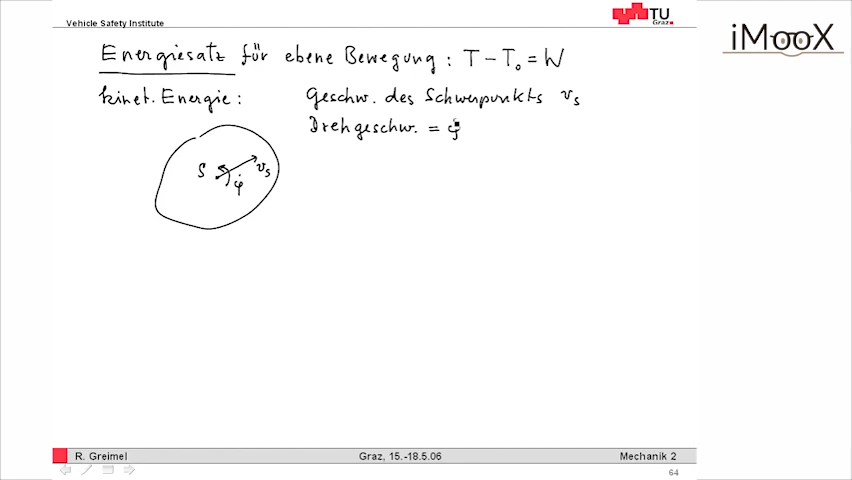 Vehicle Safety Institute
TU
Graz
iMooX
Energiesatz für ebene Bewegung: T − T₀ = W
kinet. Energie: Geschw. des Schwerpunkts vₛ
Drehgeschw. = φ̇
S vₛ
φ̇
R. Greimel Graz, 15.-18.5.06 Mechanik 2
64